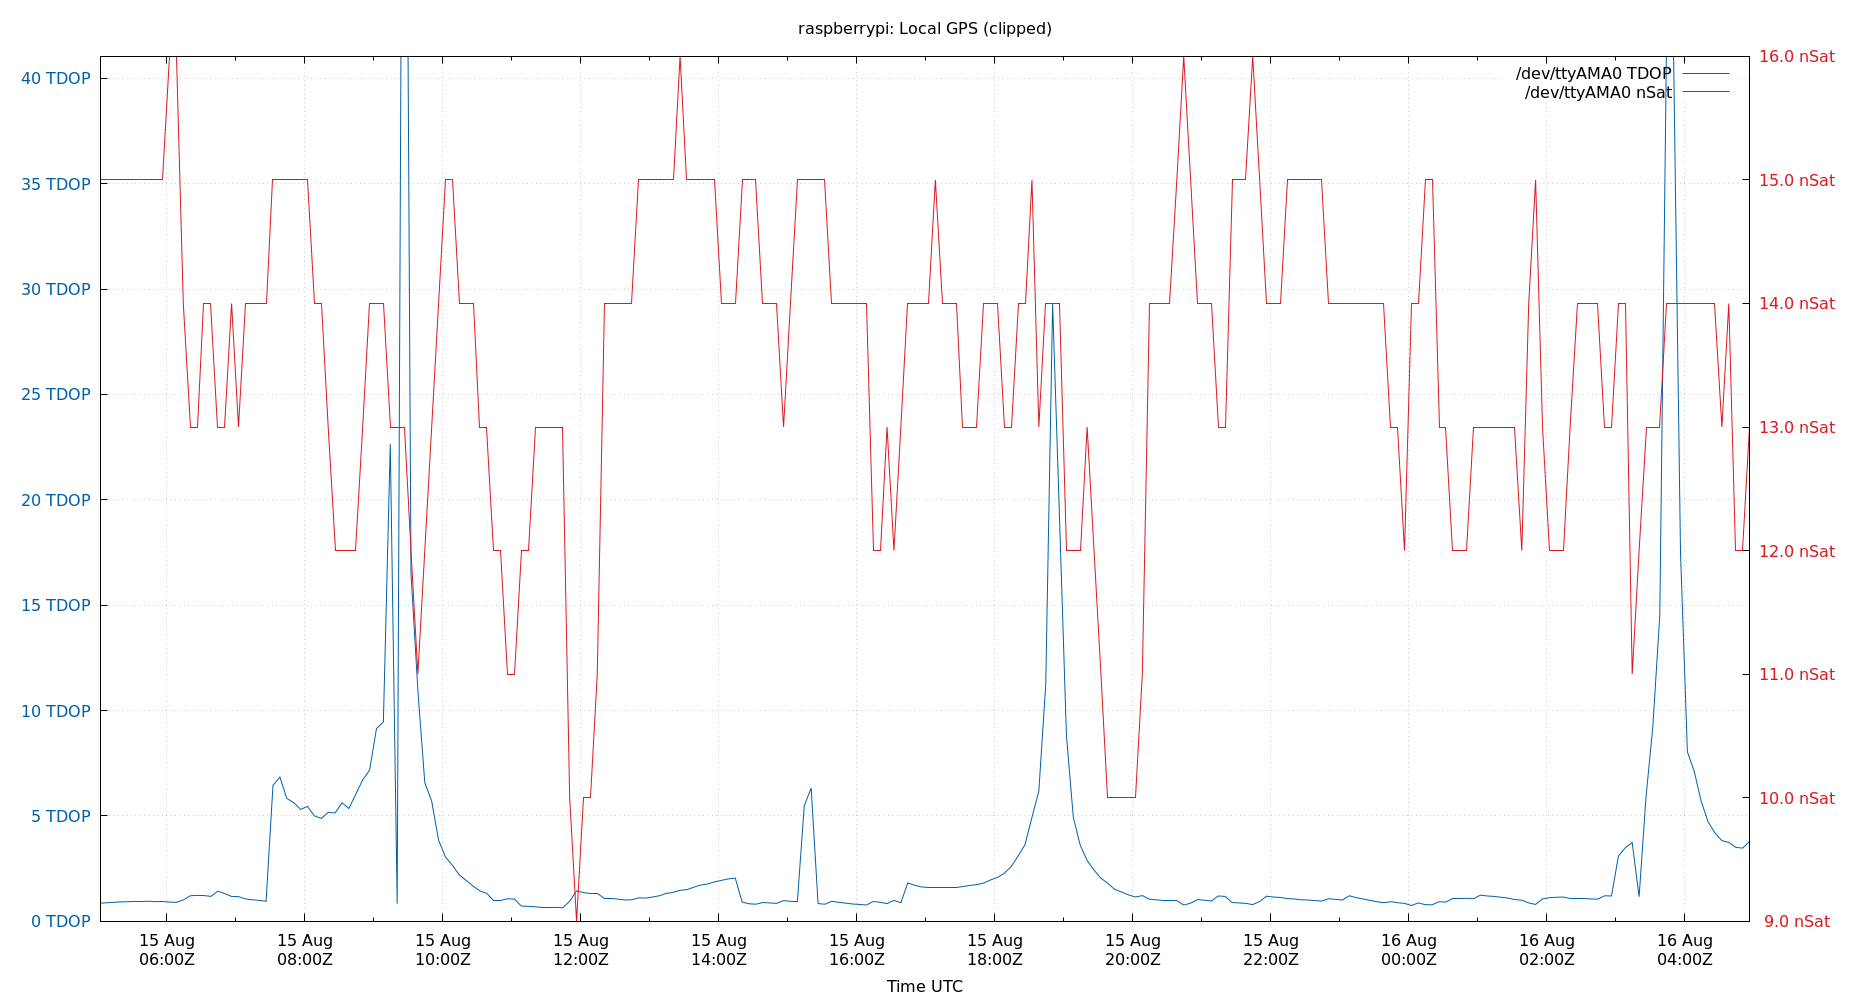 raspberrypi: Local GPS (clipped)
/dev/ttyAMA0 TDOP
/dev/ttyAMA0 nSat
40 TDOP
35 TDOP
30 TDOP
25 TDOP
20 TDOP
15 TDOP
10 TDOP
5 TDOP
0 TDOP
16.0 nSat
15.0 nSat
14.0 nSat
13.0 nSat
12.0 nSat
11.0 nSat
10.0 nSat
9.0 nSat
15 Aug 15 Aug 15 Aug 15 Aug 15 Aug 15 Aug 15 Aug 15 Aug 15 Aug 16 Aug 16 Aug 16 Aug
06:00Z 08:00Z 10:00Z 12:00Z 14:00Z 16:00Z 18:00Z 20:00Z 22:00Z 00:00Z 02:00Z 04:00Z
Time UTC